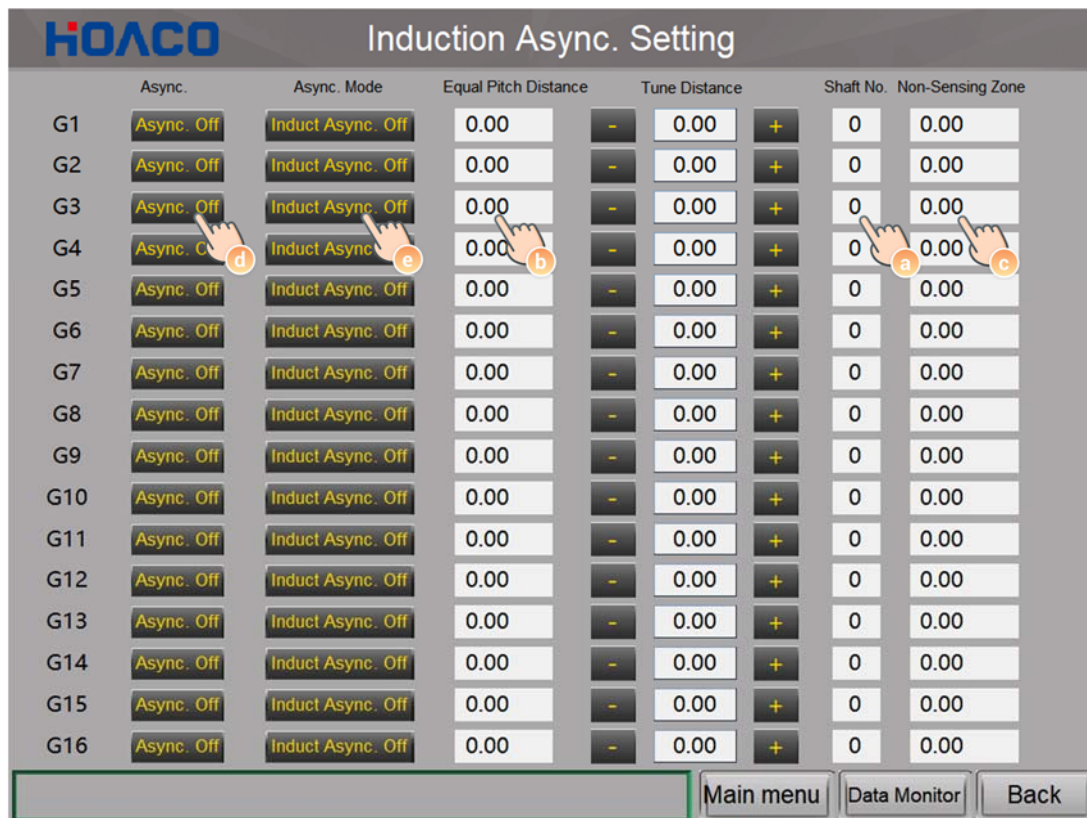 HOACO Induction Async. Setting
Async. Async. Mode Equal Pitch Distance Tune Distance Shaft No. Non-Sensing Zone
G1 Async. Off Induct Async. Off 0.00 - 0.00 + 0 0.00
G2 Async. Off Induct Async. Off 0.00 - 0.00 + 0 0.00
G3 Async. Off Induct Async. Off 0.00 - 0.00 + 0 0.00
G4 Async. Induct Async 0.00 - 0.00 + 0 0.00
d e b a c
G5 Async. Off Induct Async. Off 0.00 - 0.00 + 0 0.00
G6 Async. Off Induct Async. Off 0.00 - 0.00 + 0 0.00
G7 Async. Off Induct Async. Off 0.00 - 0.00 + 0 0.00
G8 Async. Off Induct Async. Off 0.00 - 0.00 + 0 0.00
G9 Async. Off Induct Async. Off 0.00 - 0.00 + 0 0.00
G10 Async. Off Induct Async. Off 0.00 - 0.00 + 0 0.00
G11 Async. Off Induct Async. Off 0.00 - 0.00 + 0 0.00
G12 Async. Off Induct Async. Off 0.00 - 0.00 + 0 0.00
G13 Async. Off Induct Async. Off 0.00 - 0.00 + 0 0.00
G14 Async. Off Induct Async. Off 0.00 - 0.00 + 0 0.00
G15 Async. Off Induct Async. Off 0.00 - 0.00 + 0 0.00
G16 Async. Off Induct Async. Off 0.00 - 0.00 + 0 0.00
Main menu Data Monitor Back